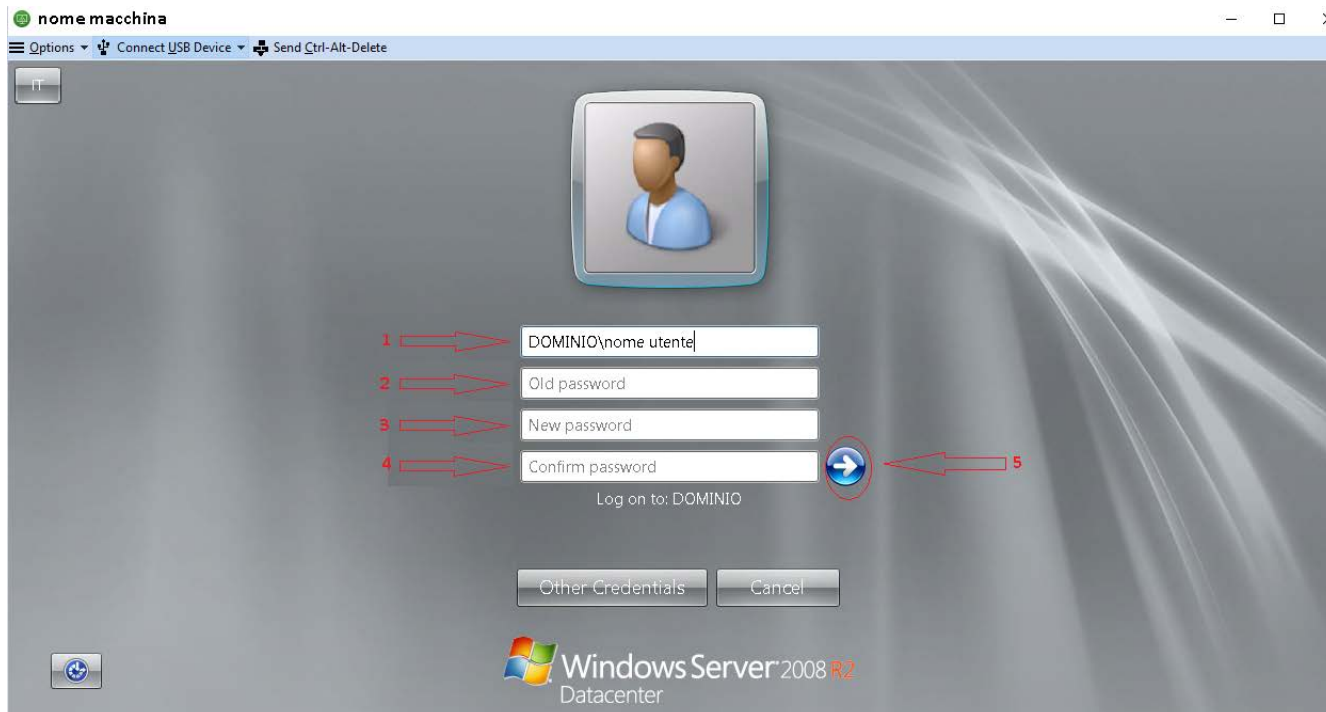 nome macchina
Options Connect USB Device Send Ctrl-Alt-Delete
IT
1 DOMINIO\nome utente
2 Old password
3 New password
4 Confirm password 5
Log on to: DOMINIO
Other Credentials Cancel
Windows Server 2008 R2
Datacenter